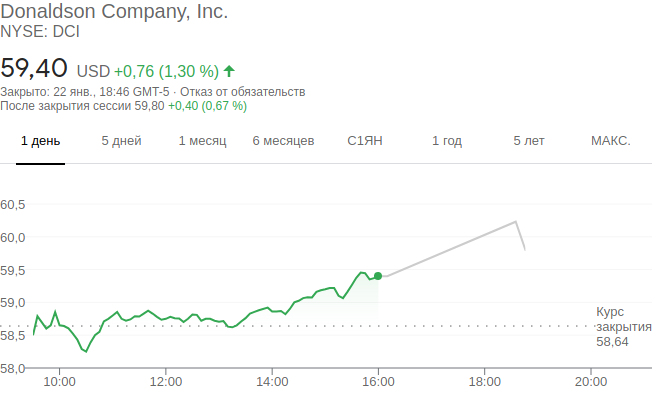 Donaldson Company, Inc.
NYSE: DCI
59,40 USD +0,76 (1,30 %)
Закрыто: 22 янв., 18:46 GMT-5 · Отказ от обязательств
После закрытия сессии 59,80 +0,40 (0,67 %)
1 день 5 дней 1 месяц 6 месяцев С1ЯН 1 год 5 лет МАКС.
60,5
60,0
59,5
59,0
58,5
58,0
Курс
закрытия
58,64
10:00 12:00 14:00 16:00 18:00 20:00